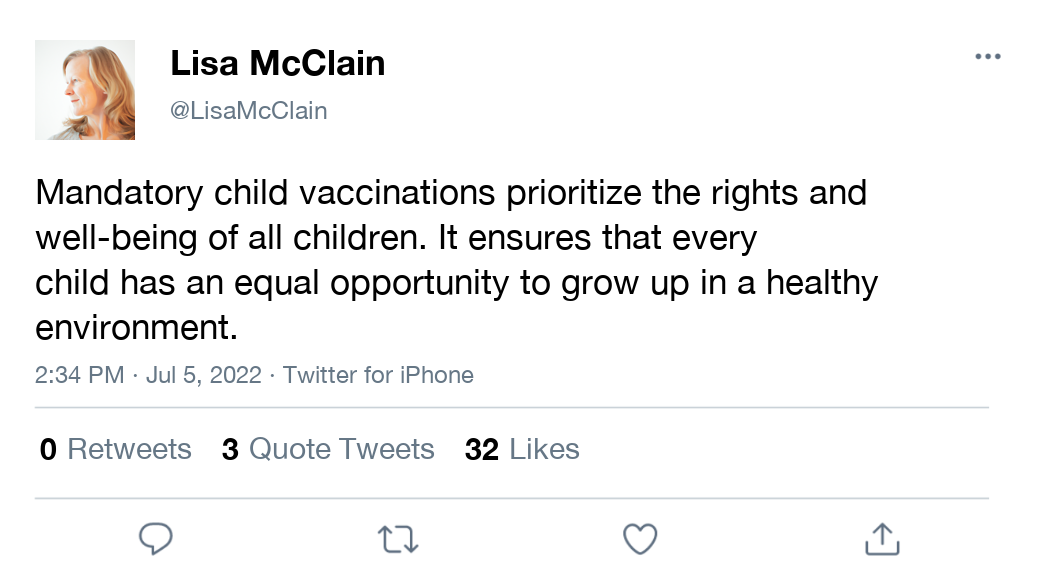 Lisa McClain
@LisaMcClain
Mandatory child vaccinations prioritize the rights and
well-being of all children. It ensures that every
child has an equal opportunity to grow up in a healthy
environment.
2:34 PM · Jul 5, 2022 · Twitter for iPhone
0 Retweets 3 Quote Tweets 32 Likes